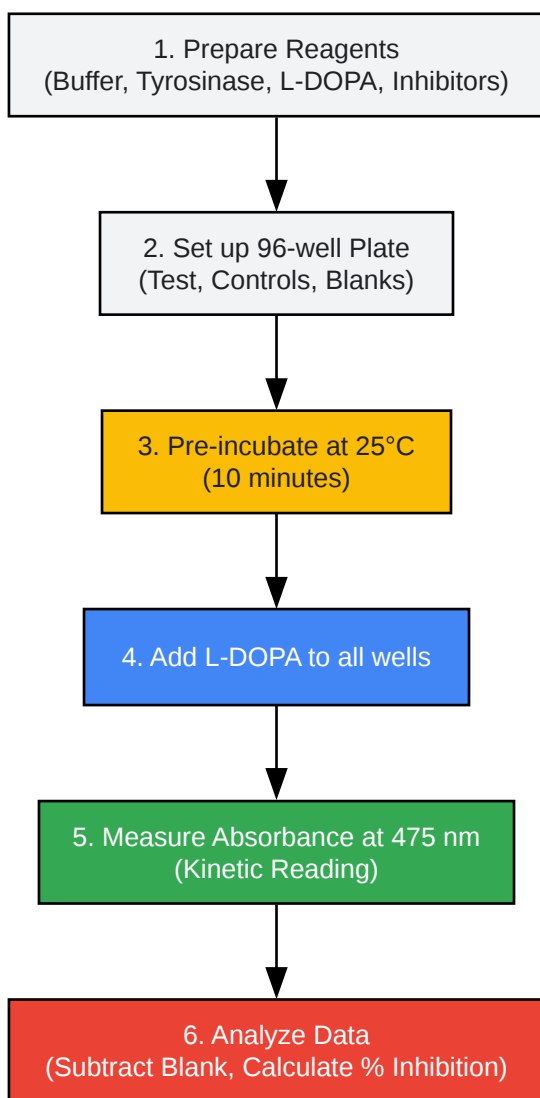 1. Prepare Reagents
(Buffer, Tyrosinase, L-DOPA, Inhibitors)
2. Set up 96-well Plate
(Test, Controls, Blanks)
3. Pre-incubate at 25°C
(10 minutes)
4. Add L-DOPA to all wells
5. Measure Absorbance at 475 nm
(Kinetic Reading)
6. Analyze Data
(Subtract Blank, Calculate % Inhibition)